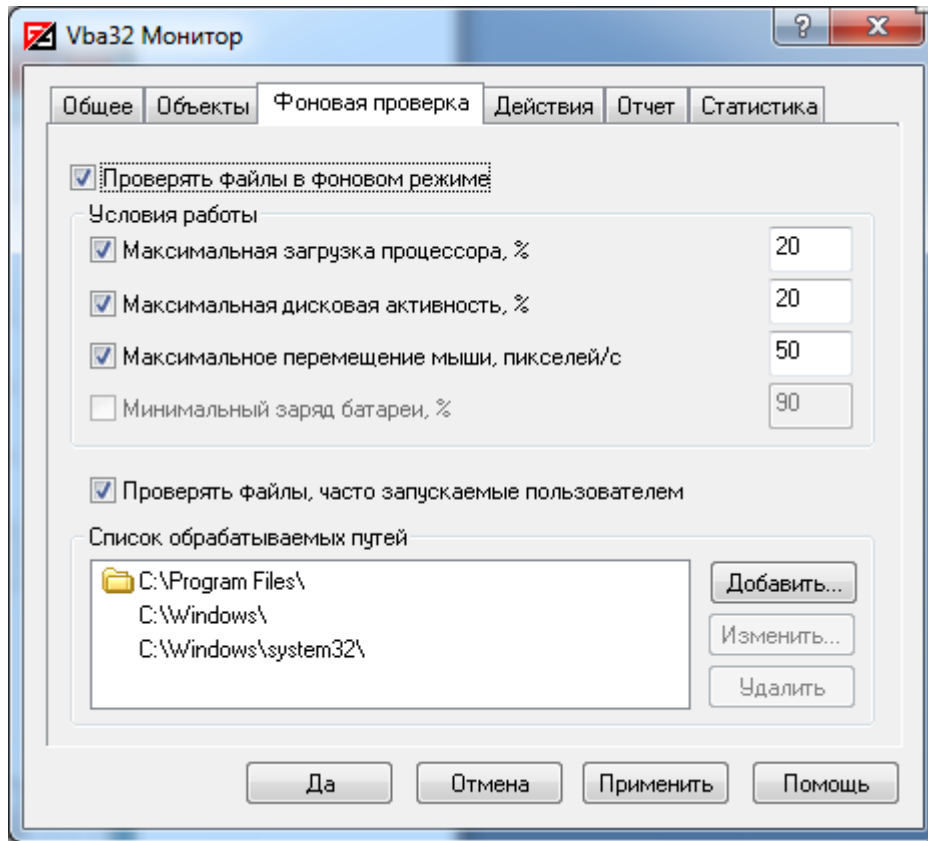 Vba32 Монитор
Общее Объекты Фоновая проверка Действия Отчет Статистика
Проверять файлы в фоновом режиме
Условия работы
Максимальная загрузка процессора, % 20
Максимальная дисковая активность, % 20
Максимальное перемещение мыши, пикселей/с 50
Минимальный заряд батареи, % 90
Проверять файлы, часто запускаемые пользователем
Список обрабатываемых путей
C:\Program Files\ Добавить...
C:\Windows\
C:\Windows\system32\ Изменить...
Удалить
Да Отмена Применить Помощь